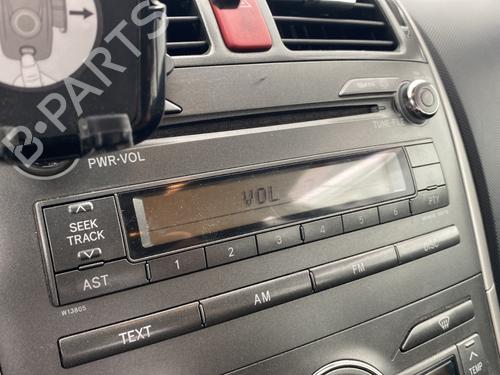 B-PARTS
PWR•VOL
TUNE
VOL
SEEK
TRACK
AST
1
2
3
4
5
6
PTY
W13805
TEXT
AM
FM
DISC
TEMP